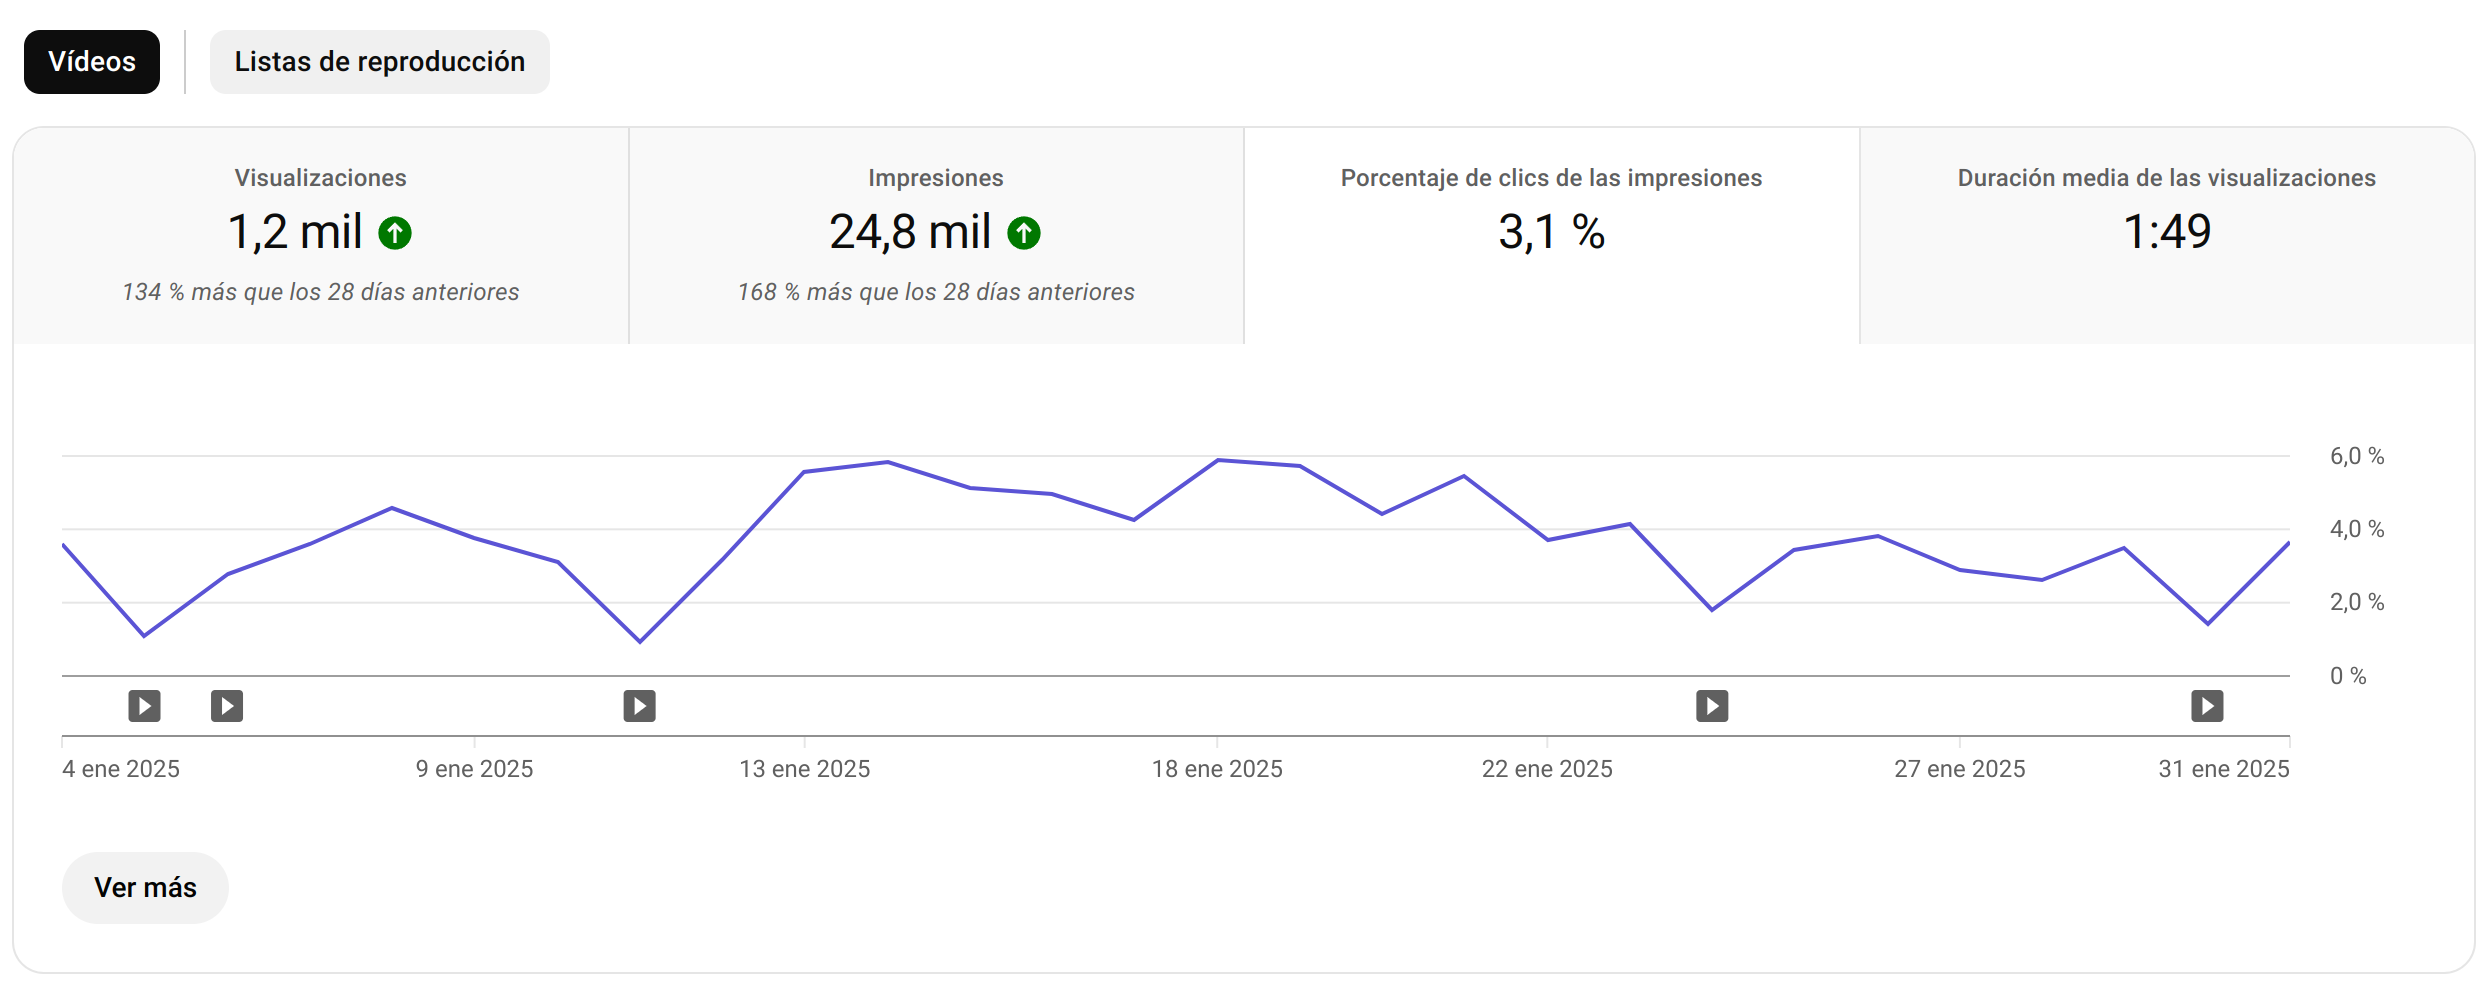 Vídeos
Listas de reproducción
Visualizaciones
1,2 mil
134 % más que los 28 días anteriores
Impresiones
24,8 mil
168 % más que los 28 días anteriores
Porcentaje de clics de las impresiones
3,1 %
Duración media de las visualizaciones
1:49
6,0 %
4,0 %
2,0 %
0 %
4 ene 2025
9 ene 2025
13 ene 2025
18 ene 2025
22 ene 2025
27 ene 2025
31 ene 2025
Ver más